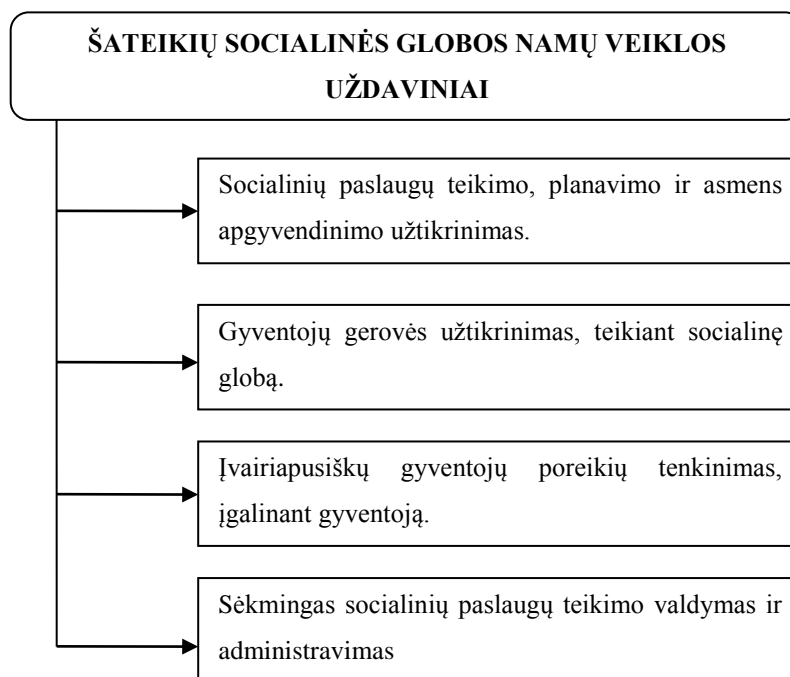 ŠATEIKIŲ SOCIALINĖS GLOBOS NAMŲ VEIKLOS
UŽDAVINIAI
Socialinių paslaugų teikimo, planavimo ir asmens
apgyvendinimo užtikrinimas.
Gyventojų gerovės užtikrinimas, teikiant socialinę
globą.
Įvairiapusiškų gyventojų poreikių tenkinimas,
įgalinant gyventoją.
Sėkmingas socialinių paslaugų teikimo valdymas ir
administravimas